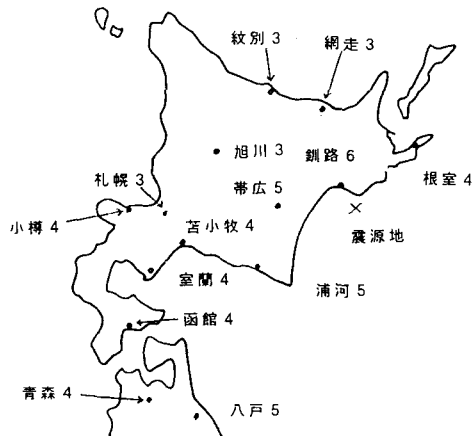 紋別 3
網走 3
旭川 3
釧路 6
札幌 3
帯広 5
根室 4
小樽 4
苫小牧 4
震源地
室蘭 4
浦河 5
函館 4
青森 4
八戸 5